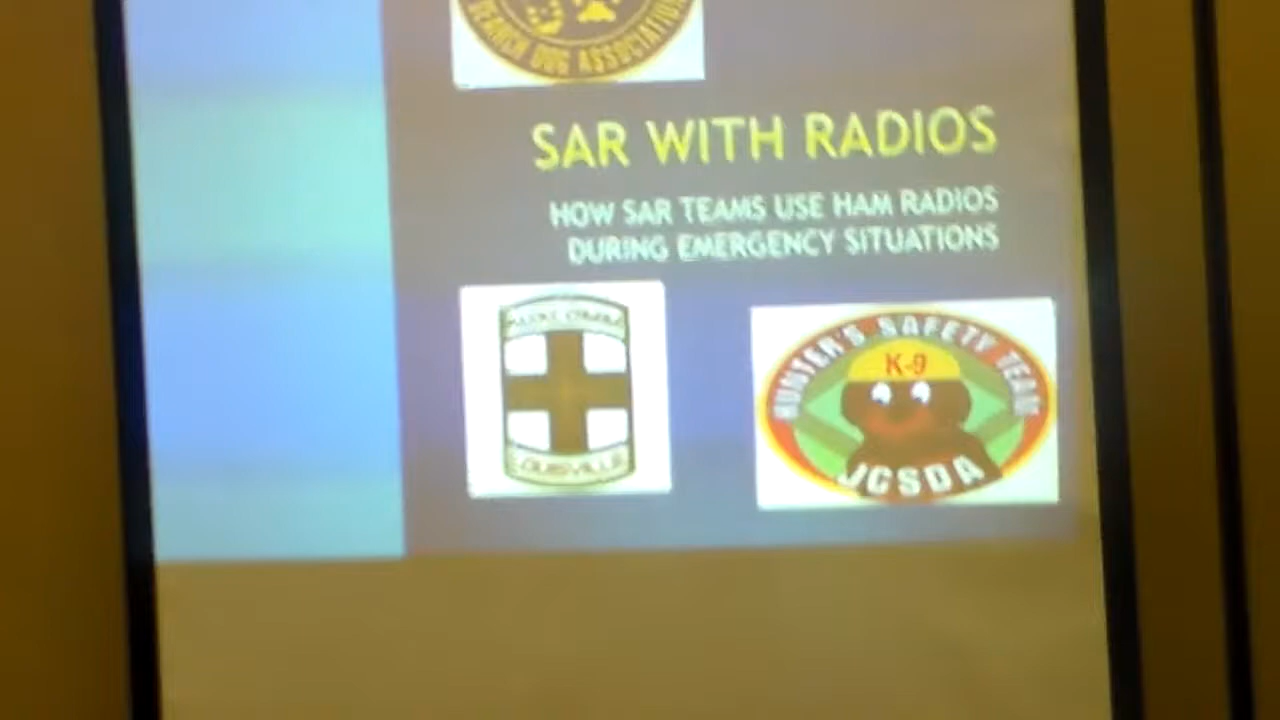 SEARCH DOG ASSOCIATION
SAR WITH RADIOS
HOW SAR TEAMS USE HAM RADIOS
DURING EMERGENCY SITUATIONS
LOUISVILLE
HUNTER'S SAFETY TEAM
K-9
JCSDA